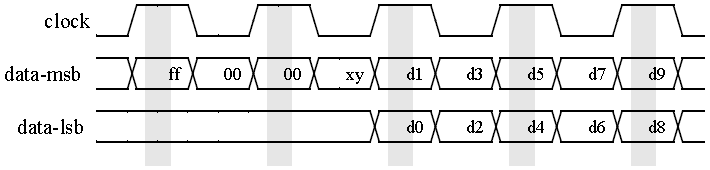 clock
data-msb ff 00 00 xy d1 d3 d5 d7 d9
data-lsb d0 d2 d4 d6 d8